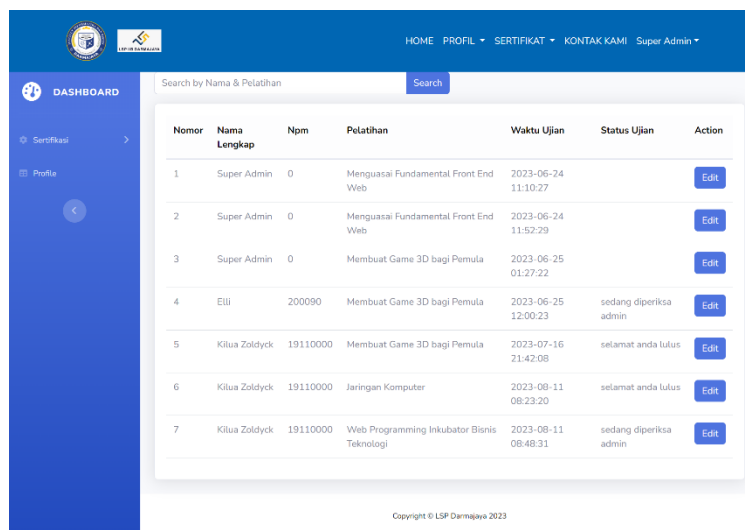 LSP IIB DARMAJAYA
HOME PROFIL SERTIFIKAT KONTAK KAMI Super Admin
DASHBOARD
Search by Nama & Pelatihan Search
Sertifikasi
Profile
Nomor Nama Lengkap Npm Pelatihan Waktu Ujian Status Ujian Action
1 Super Admin 0 Menguasai Fundamental Front End Web 2023-06-24 11:10:27 Edit
2 Super Admin 0 Menguasai Fundamental Front End Web 2023-06-24 11:52:29 Edit
3 Super Admin 0 Membuat Game 3D bagi Pemula 2023-06-25 01:27:22 Edit
4 Elli 200090 Membuat Game 3D bagi Pemula 2023-06-25 12:00:23 sedang diperiksa admin Edit
5 Kilua Zoldyck 19110000 Membuat Game 3D bagi Pemula 2023-07-16 21:42:08 selamat anda lulus Edit
6 Kilua Zoldyck 19110000 Jaringan Komputer 2023-08-11 08:23:20 selamat anda lulus Edit
7 Kilua Zoldyck 19110000 Web Programming Inkubator Bisnis Teknologi 2023-08-11 08:48:31 sedang diperiksa admin Edit
Copyright © LSP Darmajaya 2023